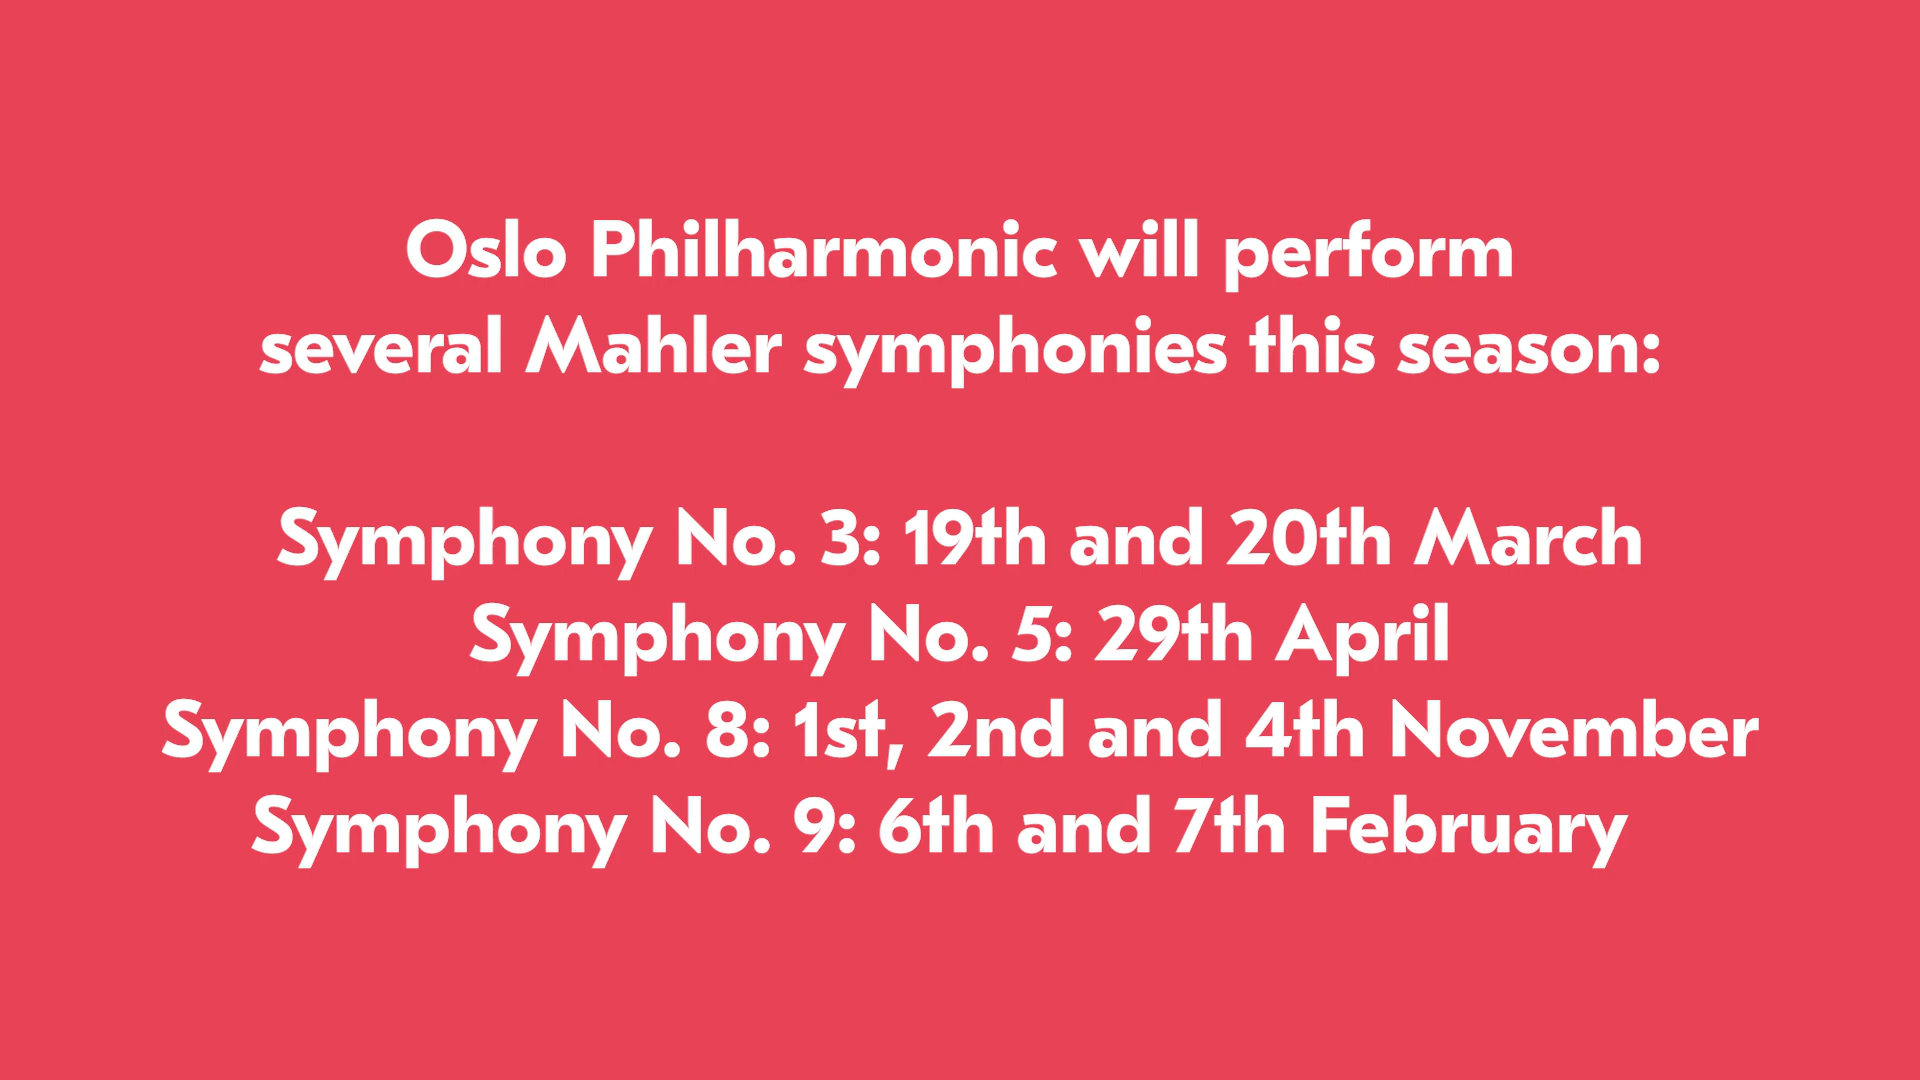 Oslo Philharmonic will perform
several Mahler symphonies this season:
Symphony No. 3: 19th and 20th March
Symphony No. 5: 29th April
Symphony No. 8: 1st, 2nd and 4th November
Symphony No. 9: 6th and 7th February